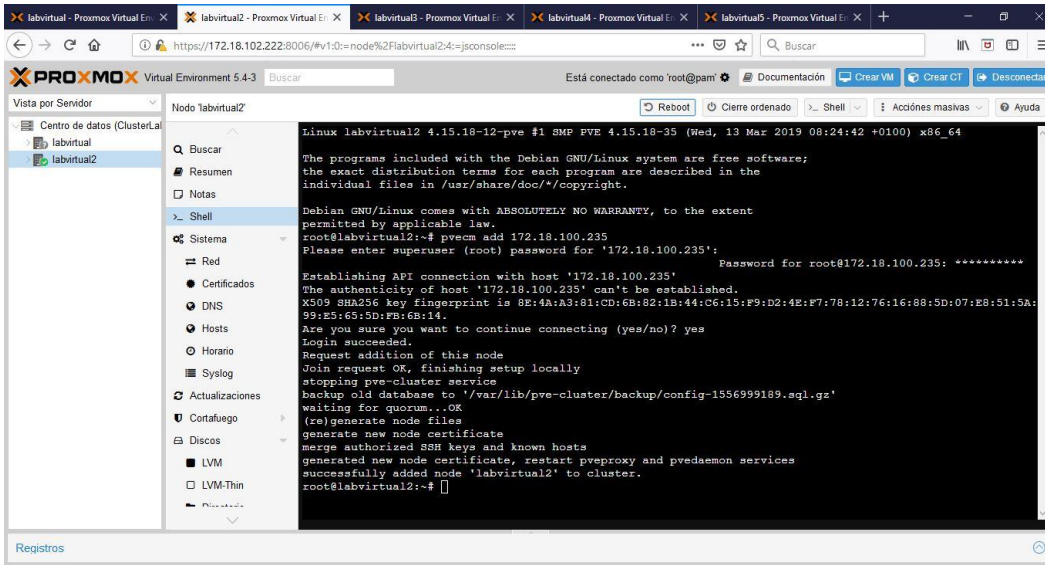 labvirtual - Proxmox Virtual Env
labvirtual2 - Proxmox Virtual En
labvirtual3 - Proxmox Virtual En
labvirtual4 - Proxmox Virtual En
labvirtual5 - Proxmox Virtual En
https://172.18.102.222:8006/#v1:0:=node%2Flabvirtual2:4:=jsconsole:::::
Buscar
PROXMOX Virtual Environment 5.4-3 Buscar
Está conectado como 'root@pam' Documentación Crear VM Crear CT Desconectar
Vista por Servidor
Centro de datos (ClusterLal
labvirtual
labvirtual2
Nodo 'labvirtual2'
Reboot Cierre ordenado >_ Shell Acciónes masivas Ayuda
Buscar
Resumen
Notas
>_ Shell
Sistema
Red
Certificados
DNS
Hosts
Horario
Syslog
Actualizaciones
Cortafuego
Discos
LVM
LVM-Thin
Directorio
Linux labvirtual2 4.15.18-12-pve #1 SMP PVE 4.15.18-35 (Wed, 13 Mar 2019 08:24:42 +0100) x86_64
The programs included with the Debian GNU/Linux system are free software;
the exact distribution terms for each program are described in the
individual files in /usr/share/doc/*/copyright.
Debian GNU/Linux comes with ABSOLUTELY NO WARRANTY, to the extent
permitted by applicable law.
root@labvirtual2:~# pvecm add 172.18.100.235
Please enter superuser (root) password for '172.18.100.235':
Password for root@172.18.100.235: **********
Establishing API connection with host '172.18.100.235'
The authenticity of host '172.18.100.235' can't be established.
X509 SHA256 key fingerprint is 8E:4A:A3:81:CD:6B:82:1B:44:C6:15:F9:D2:4E:F7:78:12:76:16:88:5D:07:E8:51:5A:
99:E5:65:5D:FB:6B:14.
Are you sure you want to continue connecting (yes/no)? yes
Login succeeded.
Request addition of this node
Join request OK, finishing setup locally
stopping pve-cluster service
backup old database to '/var/lib/pve-cluster/backup/config-1556999189.sql.gz'
waiting for quorum...OK
(re)generate node files
generate new node certificate
merge authorized SSH keys and known hosts
generated new node certificate, restart pveproxy and pvedaemon services
successfully added node 'labvirtual2' to cluster.
root@labvirtual2:~#
Registros